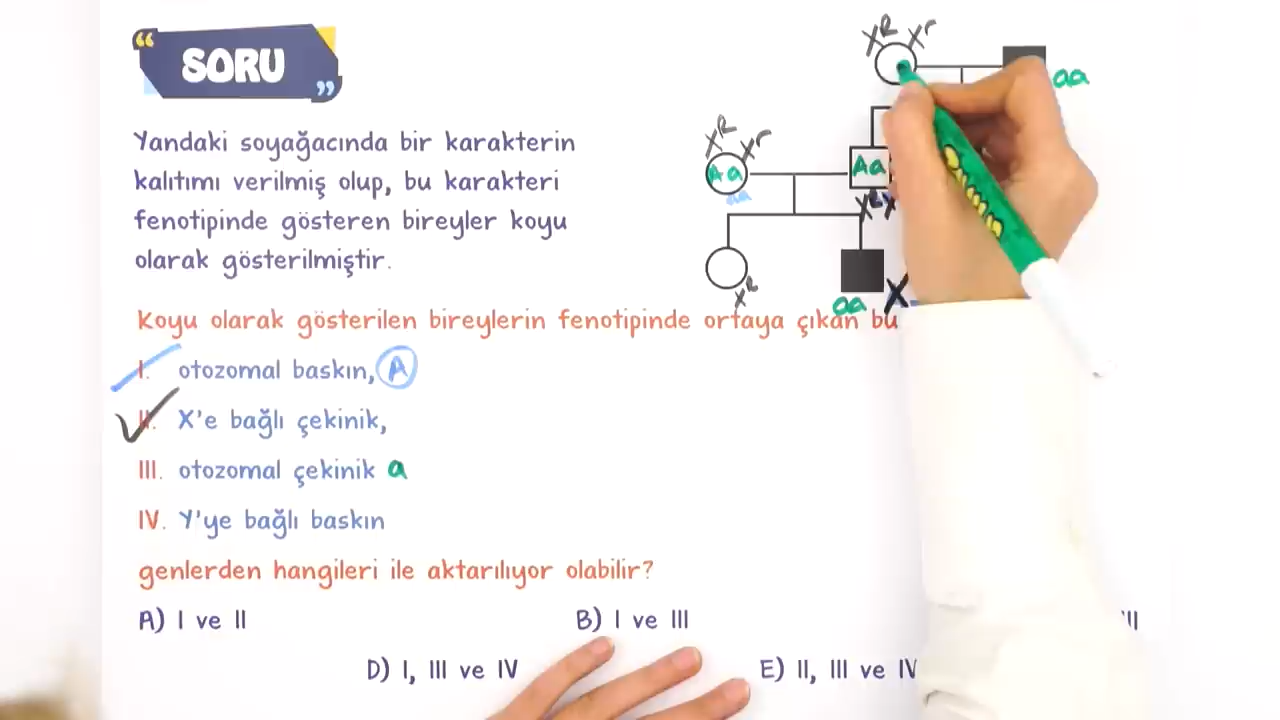 SORU
Yandaki soyağacında bir karakterin
kalıtımı verilmiş olup, bu karakteri
fenotipinde gösteren bireyler koyu
olarak gösterilmiştir.
X^R X^r
aa
X^R X^r
Aa
aa
Aa
X^R
aa
X
Koyu olarak gösterilen bireylerin fenotipinde ortaya çıkan bu
I. otozomal baskın, A
II. X'e bağlı çekinik,
III. otozomal çekinik a
IV. Y'ye bağlı baskın
genlerden hangileri ile aktarılıyor olabilir?
A) I ve II
B) I ve III
D) I, III ve IV
E) II, III ve IV